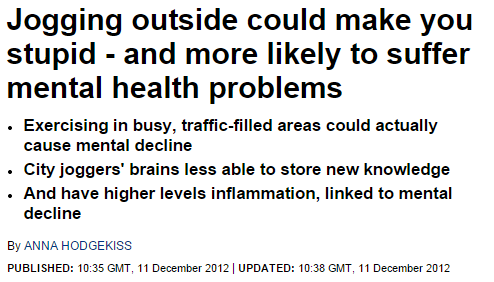 Jogging outside could make you
stupid - and more likely to suffer
mental health problems
• Exercising in busy, traffic-filled areas could actually
cause mental decline
• City joggers' brains less able to store new knowledge
• And have higher levels inflammation, linked to mental
decline
By ANNA HODGEKISS
PUBLISHED: 10:35 GMT, 11 December 2012 | UPDATED: 10:38 GMT, 11 December 2012